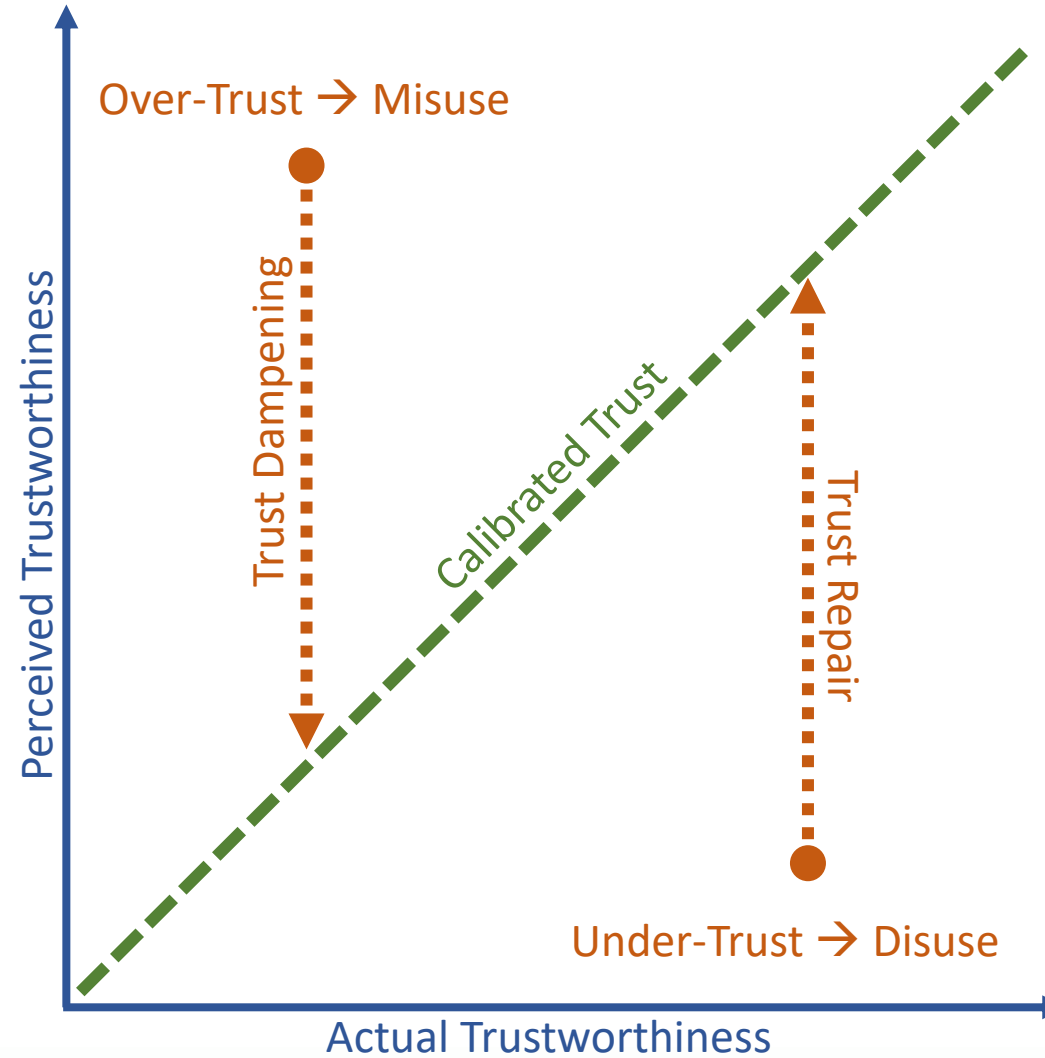 Over-Trust → Misuse
Trust Dampening
Perceived Trustworthiness
Calibrated Trust
Trust Repair
Under-Trust → Disuse
Actual Trustworthiness